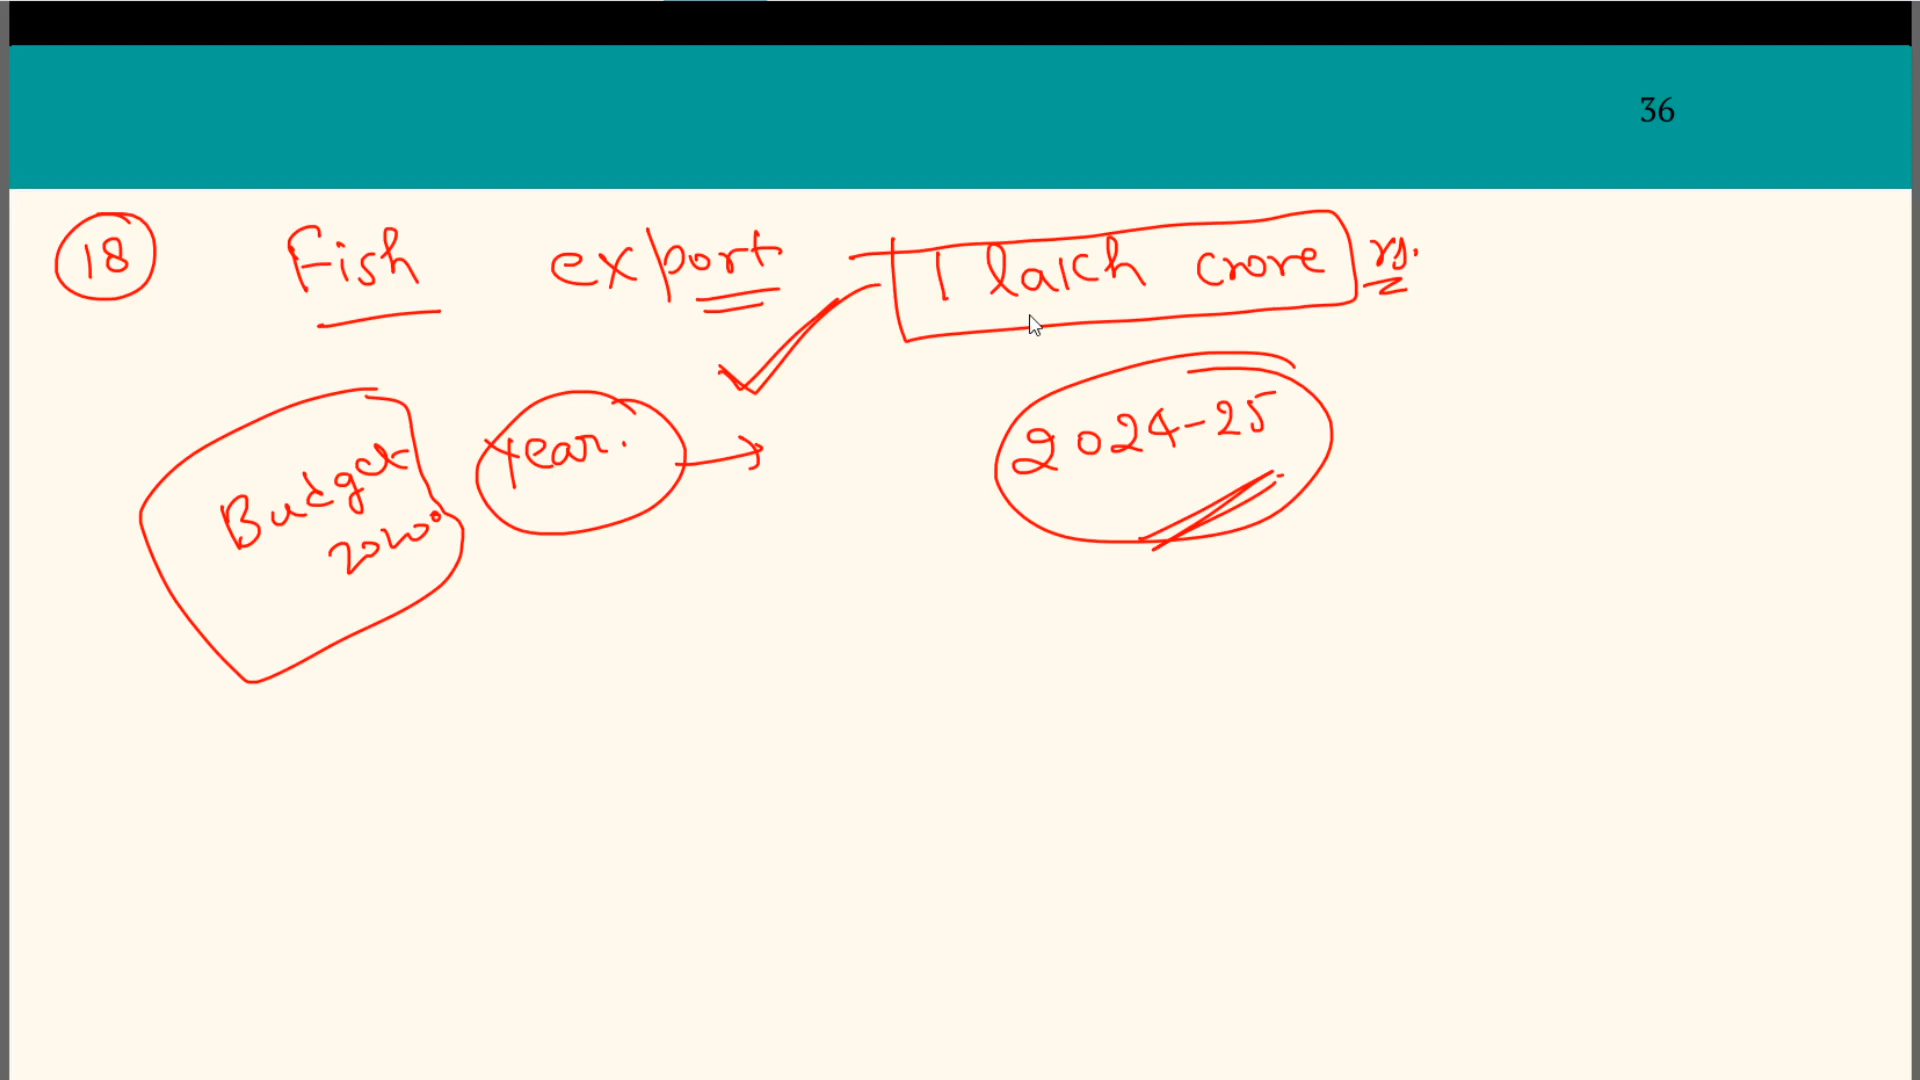 36
18 Fish export 1 lakh crore rs.
Year. → 2024-25
Budget
2020